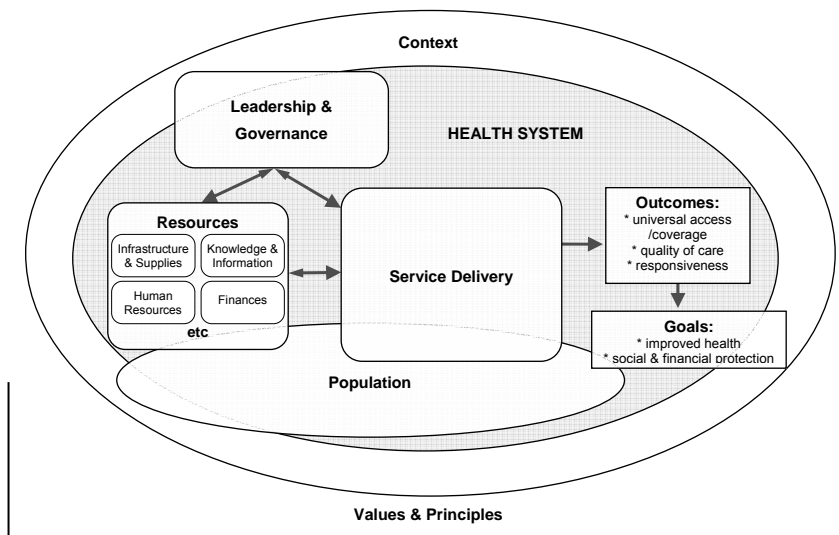 Context
Leadership &
Governance
HEALTH SYSTEM
Resources
Infrastructure
& Supplies
Knowledge &
Information
Human
Resources
Finances
etc
Service Delivery
Outcomes:
* universal access
/coverage
* quality of care
* responsiveness
Goals:
* improved health
* social & financial protection
Population
Values & Principles